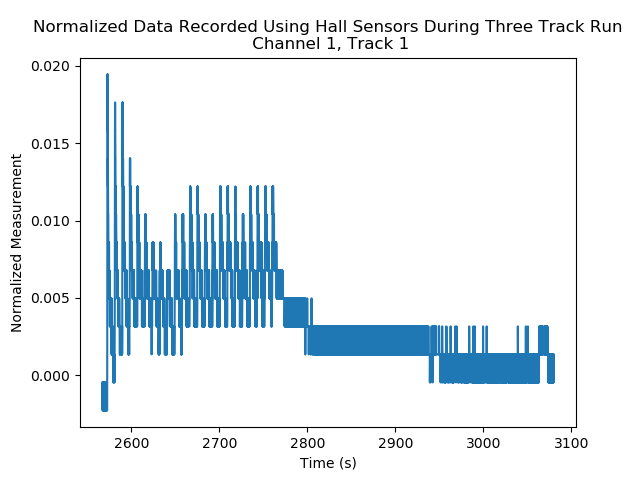 Normalized Data Recorded Using Hall Sensors During Three Track Run
Channel 1, Track 1
0.020
0.015
0.010
0.005
0.000
Normalized Measurement
2600 2700 2800 2900 3000 3100
Time (s)